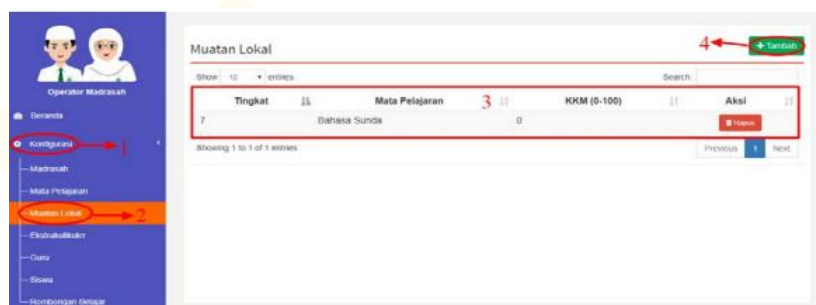 Operator Madrasah
Beranda
Konfigurasi 1
Madrasah
Mata Pelajaran
Muatan Lokal 2
Ekstrakulikuler
Guru
Siswa
Rombongan Belajar
Muatan Lokal
4 + Tambah
Show 10 entries
Search
Tingkat Mata Pelajaran 3 KKM (0-100) Aksi
7 Bahasa Sunda 0 Hapus
Showing 1 to 1 of 1 entries
Previous 1 Next